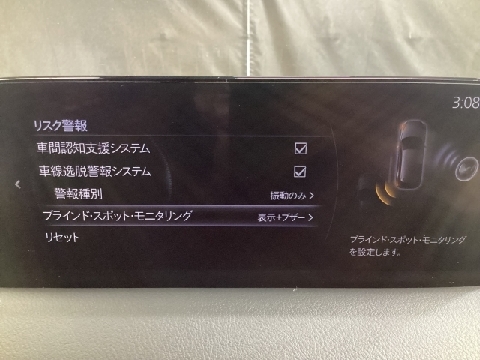 3:08
リスク警報
車間認知支援システム
車線逸脱警報システム
警報種別 振動のみ
ブラインド・スポット・モニタリング 表示+ブザー
リセット
ブラインド・スポット・モニタリング
を設定します。